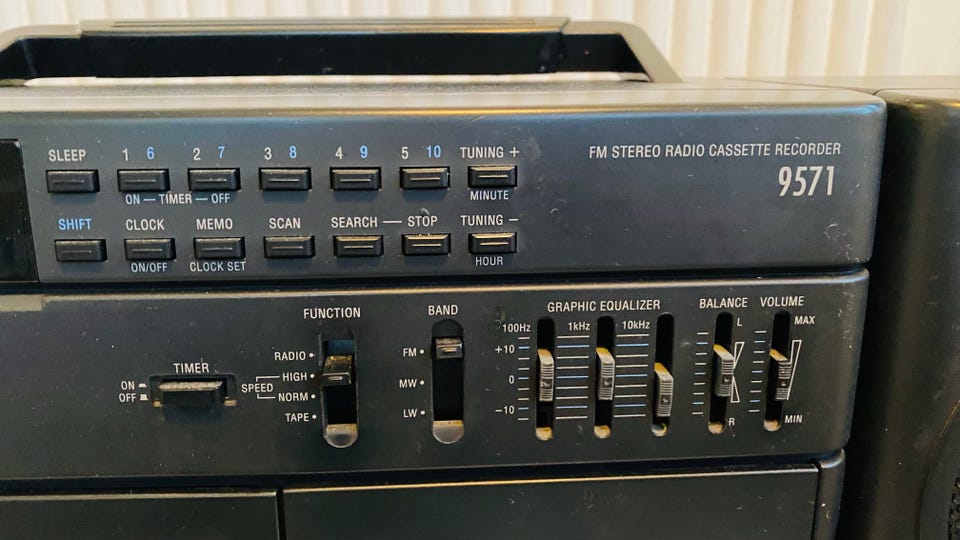 SLEEP 1 6 2 7 3 8 4 9 5 10 TUNING +
ON — TIMER — OFF MINUTE
SHIFT CLOCK MEMO SCAN SEARCH — STOP TUNING −
ON/OFF CLOCK SET HOUR
FM STEREO RADIO CASSETTE RECORDER
9571
TIMER
ON
OFF
FUNCTION
RADIO
SPEED
HIGH
NORM
TAPE
BAND
FM
MW
LW
GRAPHIC EQUALIZER
100Hz 1kHz 10kHz
+10
0
−10
BALANCE
L
R
VOLUME
MAX
MIN